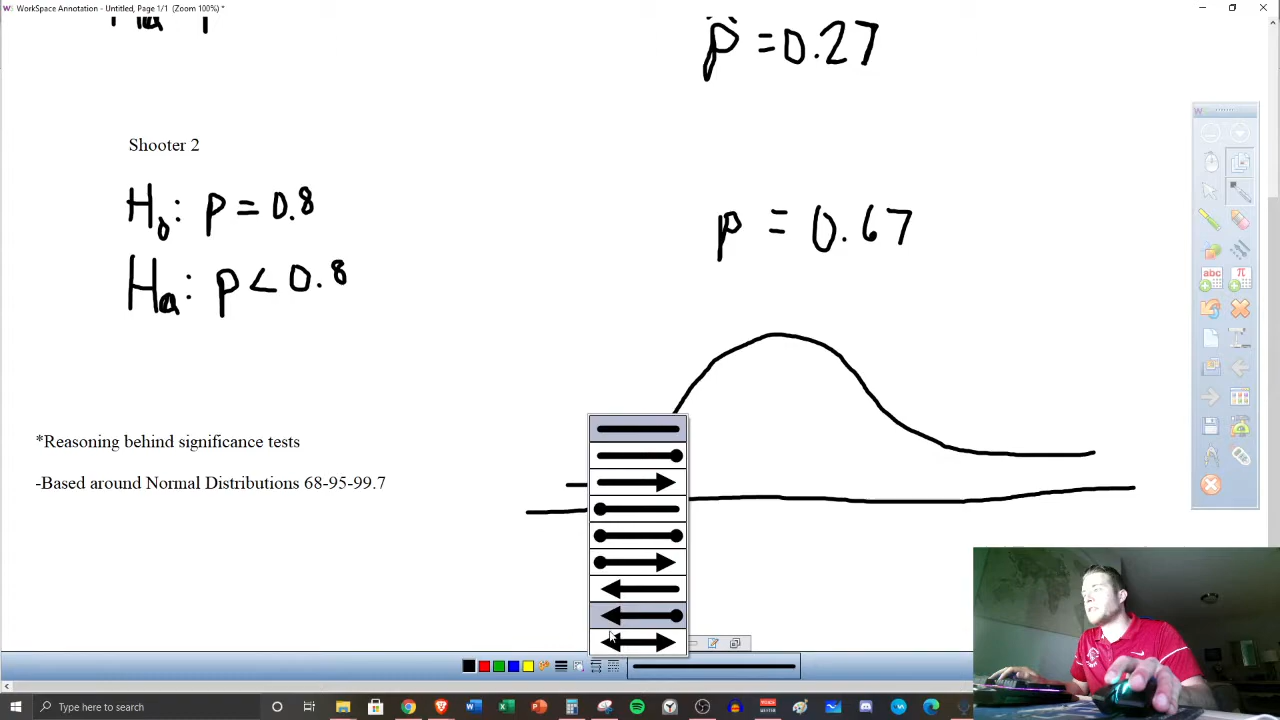 WorkSpace Annotation - Untitled, Page 1/1 (Zoom 100%) *
p̂ = 0.27
Shooter 2
H₀: p = 0.8
p = 0.67
Hₐ: p < 0.8
*Reasoning behind significance tests
-Based around Normal Distributions 68-95-99.7
abc
π
Type here to search